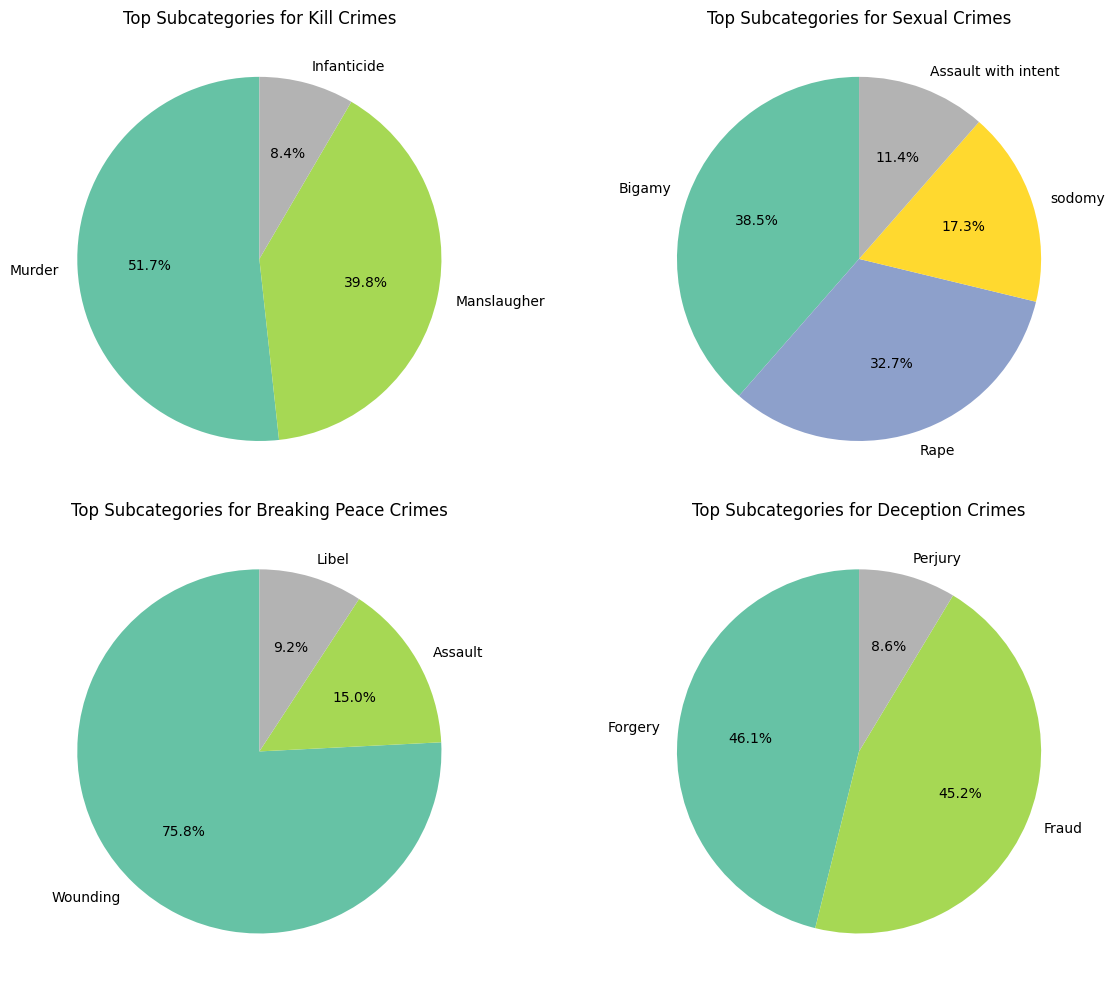 Top Subcategories for Kill Crimes
Infanticide
8.4%
Murder
51.7%
39.8%
Manslaugher
Top Subcategories for Sexual Crimes
Assault with intent
11.4%
Bigamy
38.5%
17.3%
sodomy
32.7%
Rape
Top Subcategories for Breaking Peace Crimes
Libel
9.2%
Assault
15.0%
75.8%
Wounding
Top Subcategories for Deception Crimes
Perjury
8.6%
Forgery
46.1%
45.2%
Fraud